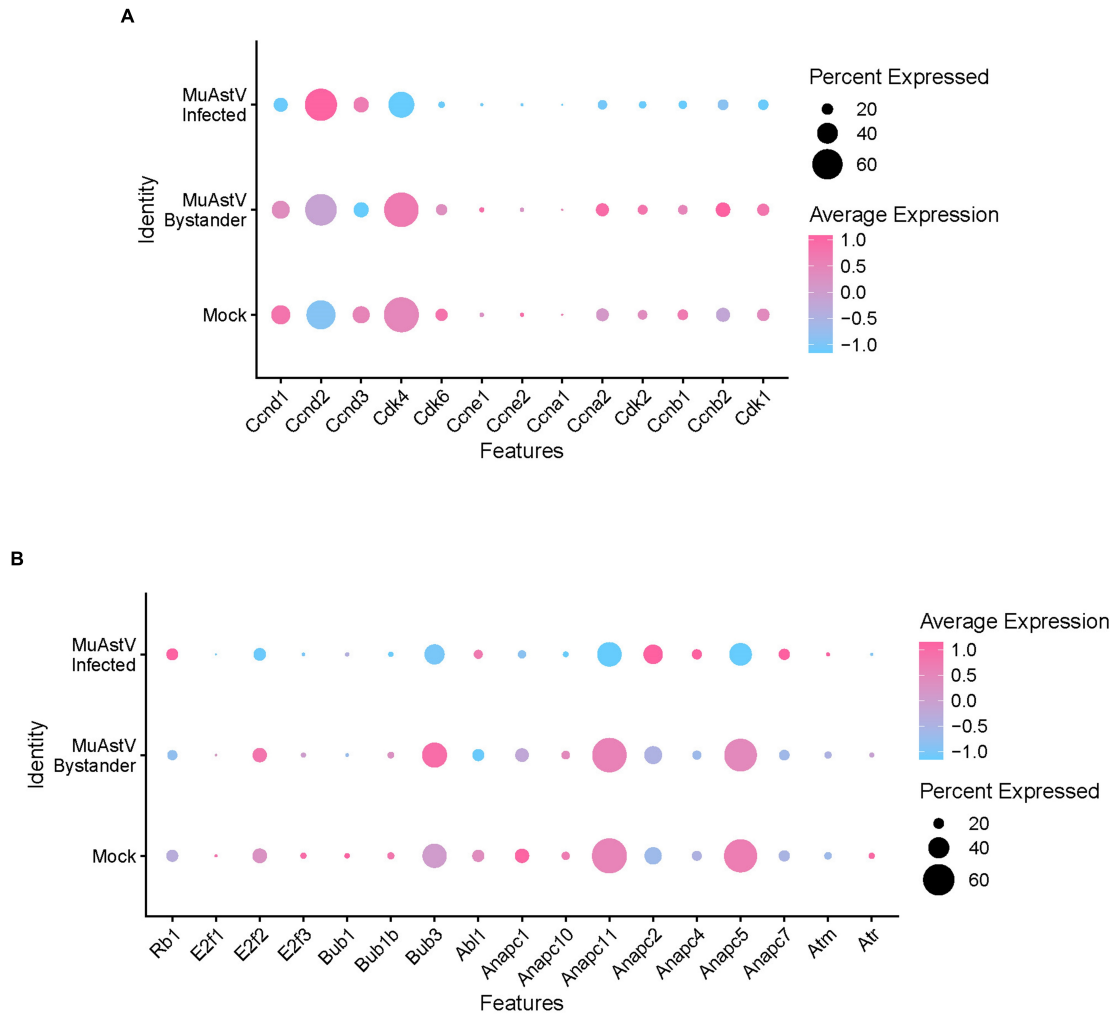 A
MuAstV
Infected
MuAstV
Bystander
Mock
Identity
Ccnd1
Ccnd2
Ccnd3
Cdk4
Cdk6
Ccne1
Ccne2
Ccna1
Ccna2
Cdk2
Ccnb1
Ccnb2
Cdk1
Features
Percent Expressed
20
40
60
Average Expression
1.0
0.5
0.0
−0.5
−1.0
B
MuAstV
Infected
MuAstV
Bystander
Mock
Identity
Rb1
E2f1
E2f2
E2f3
Bub1
Bub1b
Bub3
Abl1
Anapc1
Anapc10
Anapc11
Anapc2
Anapc4
Anapc5
Anapc7
Atm
Atr
Features
Average Expression
1.0
0.5
0.0
−0.5
−1.0
Percent Expressed
20
40
60